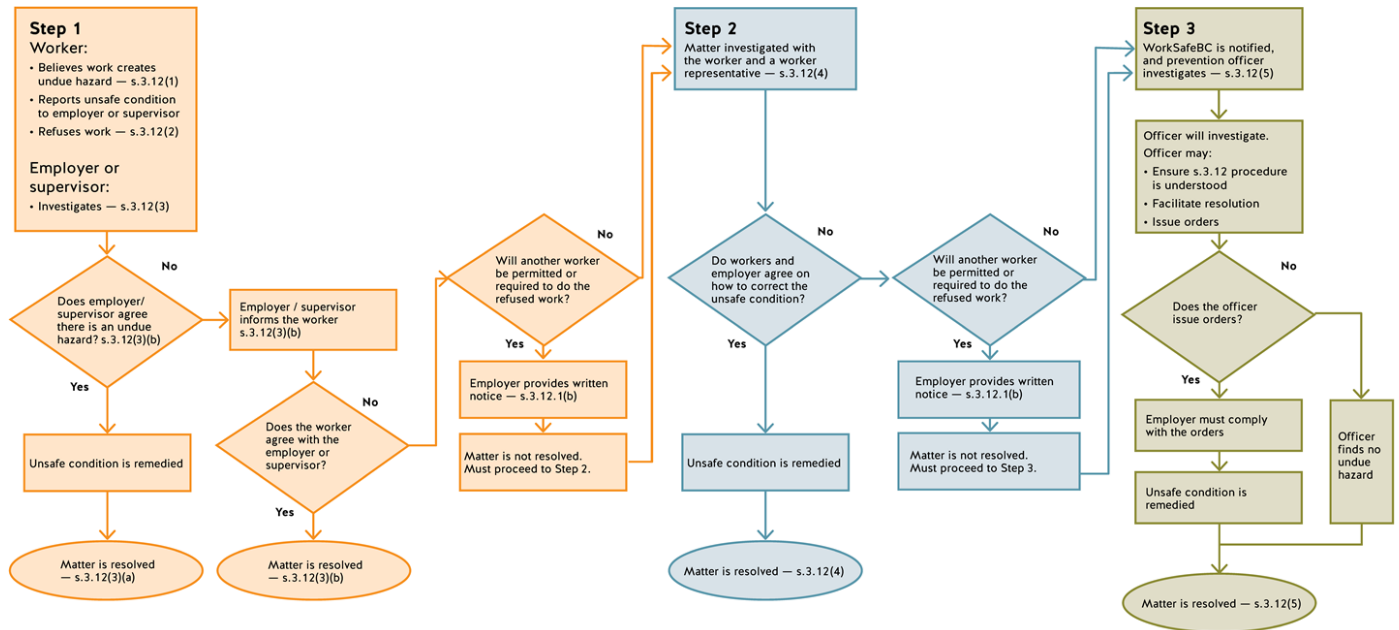 Step 1
Worker:
• Believes work creates
undue hazard — s.3.12(1)
• Reports unsafe condition
to employer or supervisor
• Refuses work — s.3.12(2)
Employer or
supervisor:
• Investigates — s.3.12(3)
No
Does employer/
supervisor agree
there is an undue
hazard? s.3.12(3)(b)
Yes
Unsafe condition is remedied
Matter is resolved
— s.3.12(3)(a)
Employer / supervisor
informs the worker
s.3.12(3)(b)
No
Does the worker
agree with the
employer or
supervisor?
Yes
Matter is resolved
— s.3.12(3)(b)
No
Will another worker
be permitted or
required to do the
refused work?
Yes
Employer provides written
notice — s.3.12.1(b)
Matter is not resolved.
Must proceed to Step 2.
Step 2
Matter investigated with
the worker and a worker
representative — s.3.12(4)
No
Do workers and
employer agree on
how to correct the
unsafe condition?
Yes
Unsafe condition is remedied
Matter is resolved — s.3.12(4)
No
Will another worker
be permitted or
required to do the
refused work?
Yes
Employer provides written
notice — s.3.12.1(b)
Matter is not resolved.
Must proceed to Step 3.
Step 3
WorkSafeBC is notified,
and prevention officer
investigates — s.3.12(5)
Officer will investigate.
Officer may:
• Ensure s.3.12 procedure
is understood
• Facilitate resolution
• Issue orders
No
Does the officer
issue orders?
Yes
Employer must comply
with the orders
Unsafe condition is
remedied
Officer
finds no
undue
hazard
Matter is resolved — s.3.12(5)